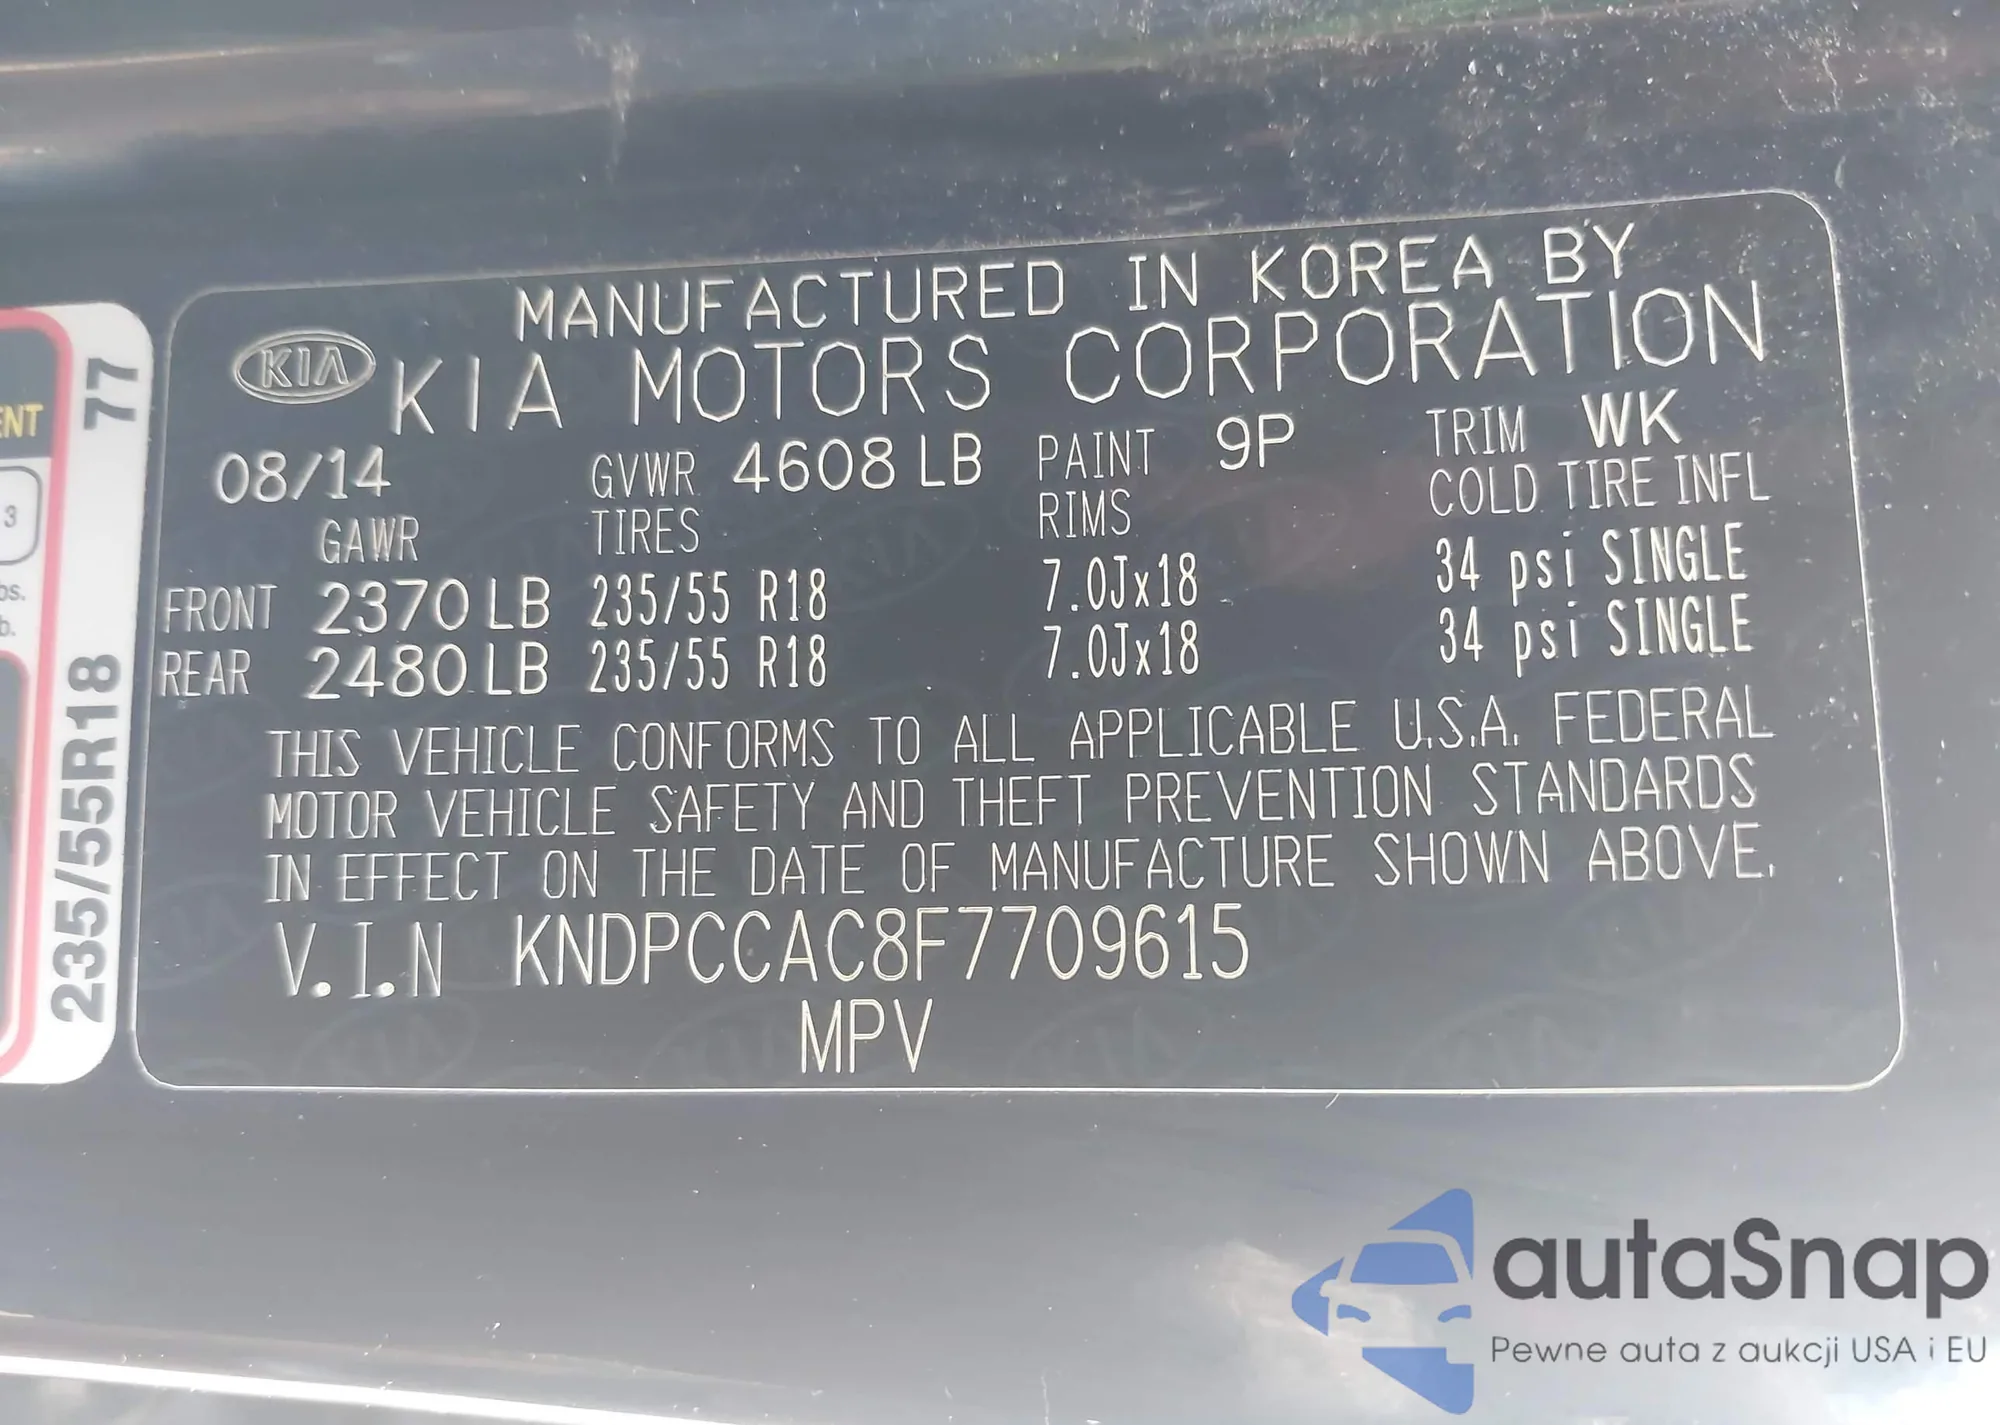 MANUFACTURED IN KOREA BY
KIA KIA MOTORS CORPORATION
08/14 GVWR 4608 LB PAINT 9P TRIM WK
GAWR TIRES RIMS COLD TIRE INFL
FRONT 2370 LB 235/55 R18 7.0Jx18 34 psi SINGLE
REAR 2480 LB 235/55 R18 7.0Jx18 34 psi SINGLE
THIS VEHICLE CONFORMS TO ALL APPLICABLE U.S.A. FEDERAL
MOTOR VEHICLE SAFETY AND THEFT PREVENTION STANDARDS
IN EFFECT ON THE DATE OF MANUFACTURE SHOWN ABOVE.
V.I.N KNDPCCAC8F7709615
MPV
235/55R18 77
3
autaSnap
Pewne auta z aukcji USA i EU